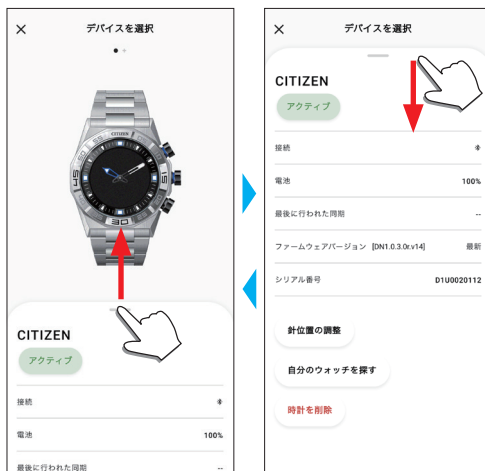 デバイスを選択
CITIZEN
60
15
30
45
CITIZEN
アクティブ
接続
電池 100%
最後に行われた同期 --
デバイスを選択
CITIZEN
アクティブ
接続
電池 100%
最後に行われた同期 --
ファームウェアバージョン [DN1.0.3.0r.v14] 最新
シリアル番号 D1U0020112
針位置の調整
自分のウォッチを探す
時計を削除